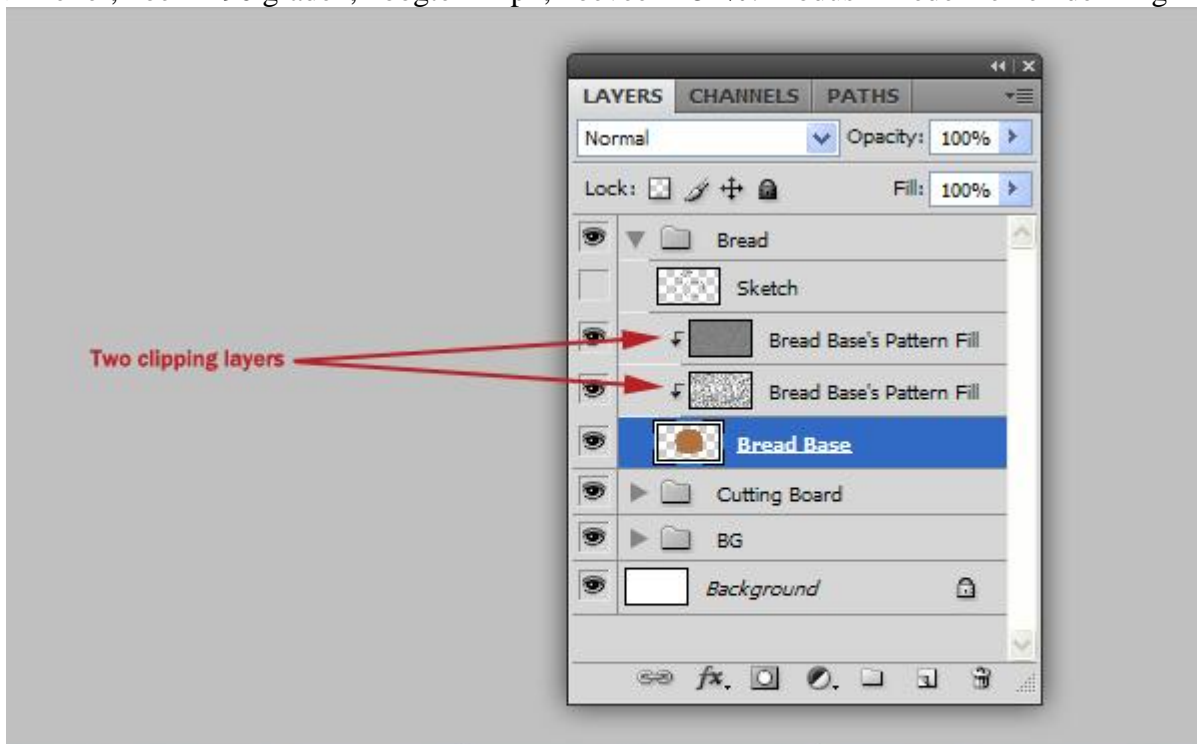 LAYERS CHANNELS PATHS
Normal Opacity: 100%
Lock: Fill: 100%
Bread
Sketch
Bread Base's Pattern Fill
Two clipping layers
Bread Base's Pattern Fill
Bread Base
Cutting Board
BG
Background
fx.